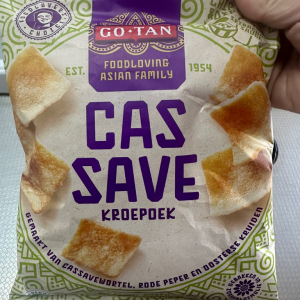 GO-TAN
FOODLOVING
ASIAN FAMILY
EST. 1954
CAS
SAVE
KROEPOEK
GEMAAKT VAN CASSAVEWORTEL, RODE PEPER EN OOSTERSE KRUIDEN